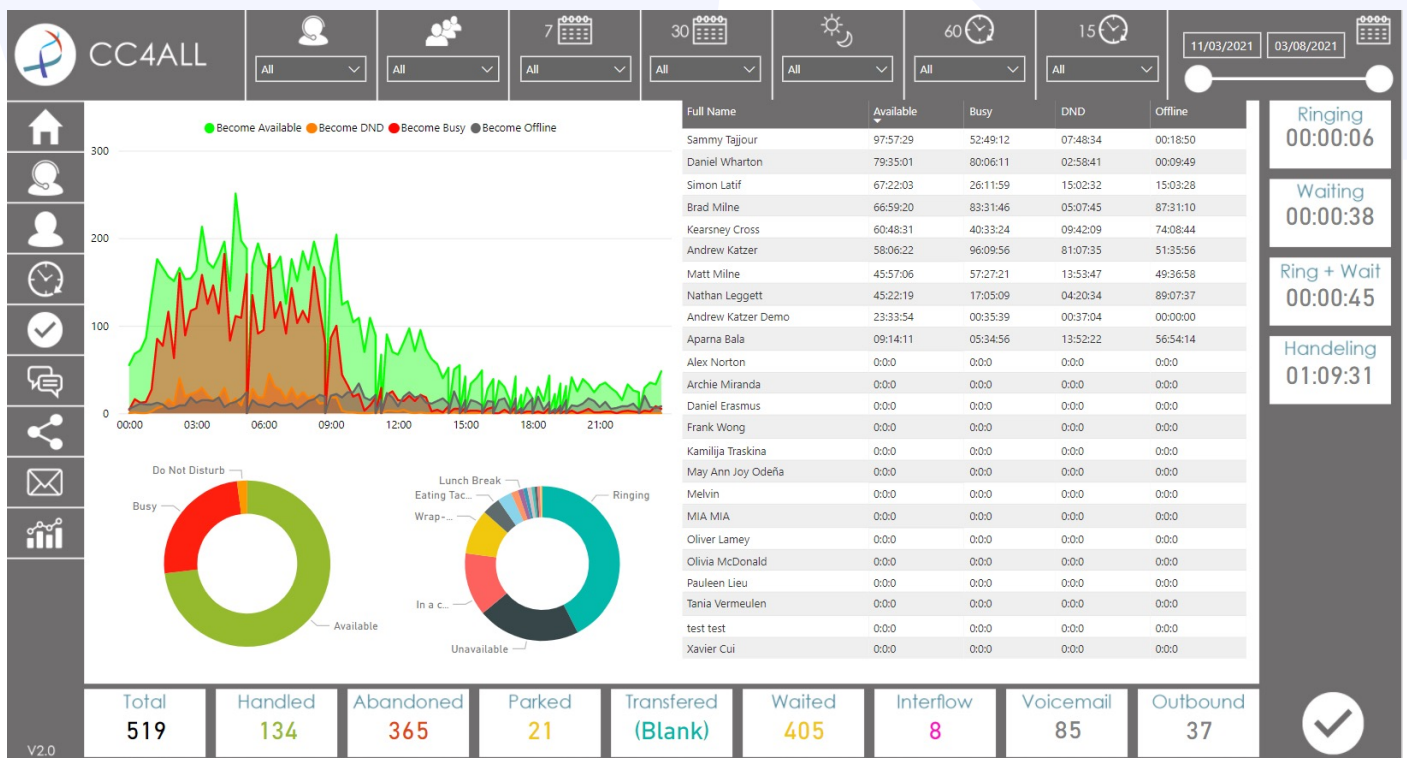 CC4ALL
7
30
60
15
All
All
All
All
All
All
All
11/03/2021
03/08/2021
Become Available Become DND Become Busy Become Offline
300
200
100
0
00:00 03:00 06:00 09:00 12:00 15:00 18:00 21:00
Do Not Disturb
Busy
Available
Lunch Break
Eating Tac...
Wrap-...
In a c...
Unavailable
Ringing
Full Name Available Busy DND Offline
Sammy Tajjour 97:57:29 52:49:12 07:48:34 00:18:50
Daniel Wharton 79:35:01 80:06:11 02:58:41 00:09:49
Simon Latif 67:22:03 26:11:59 15:02:32 15:03:28
Brad Milne 66:59:20 83:31:46 05:07:45 87:31:10
Kearsney Cross 60:48:31 40:33:24 09:42:09 74:08:44
Andrew Katzer 58:06:22 96:09:56 81:07:35 51:35:56
Matt Milne 45:57:06 57:27:21 13:53:47 49:36:58
Nathan Leggett 45:22:19 17:05:09 04:20:34 89:07:37
Andrew Katzer Demo 23:33:54 00:35:39 00:37:04 00:00:00
Aparna Bala 09:14:11 05:34:56 13:52:22 56:54:14
Alex Norton 0:0:0 0:0:0 0:0:0 0:0:0
Archie Miranda 0:0:0 0:0:0 0:0:0 0:0:0
Daniel Erasmus 0:0:0 0:0:0 0:0:0 0:0:0
Frank Wong 0:0:0 0:0:0 0:0:0 0:0:0
Kamilija Traskina 0:0:0 0:0:0 0:0:0 0:0:0
May Ann Joy Odeña 0:0:0 0:0:0 0:0:0 0:0:0
Melvin 0:0:0 0:0:0 0:0:0 0:0:0
MIA MIA 0:0:0 0:0:0 0:0:0 0:0:0
Oliver Lamey 0:0:0 0:0:0 0:0:0 0:0:0
Olivia McDonald 0:0:0 0:0:0 0:0:0 0:0:0
Pauleen Lieu 0:0:0 0:0:0 0:0:0 0:0:0
Tania Vermeulen 0:0:0 0:0:0 0:0:0 0:0:0
test test 0:0:0 0:0:0 0:0:0 0:0:0
Xavier Cui 0:0:0 0:0:0 0:0:0 0:0:0
Ringing
00:00:06
Waiting
00:00:38
Ring + Wait
00:00:45
Handeling
01:09:31
Total
519
Handled
134
Abandoned
365
Parked
21
Transfered
(Blank)
Waited
405
Interflow
8
Voicemail
85
Outbound
37
V2.0